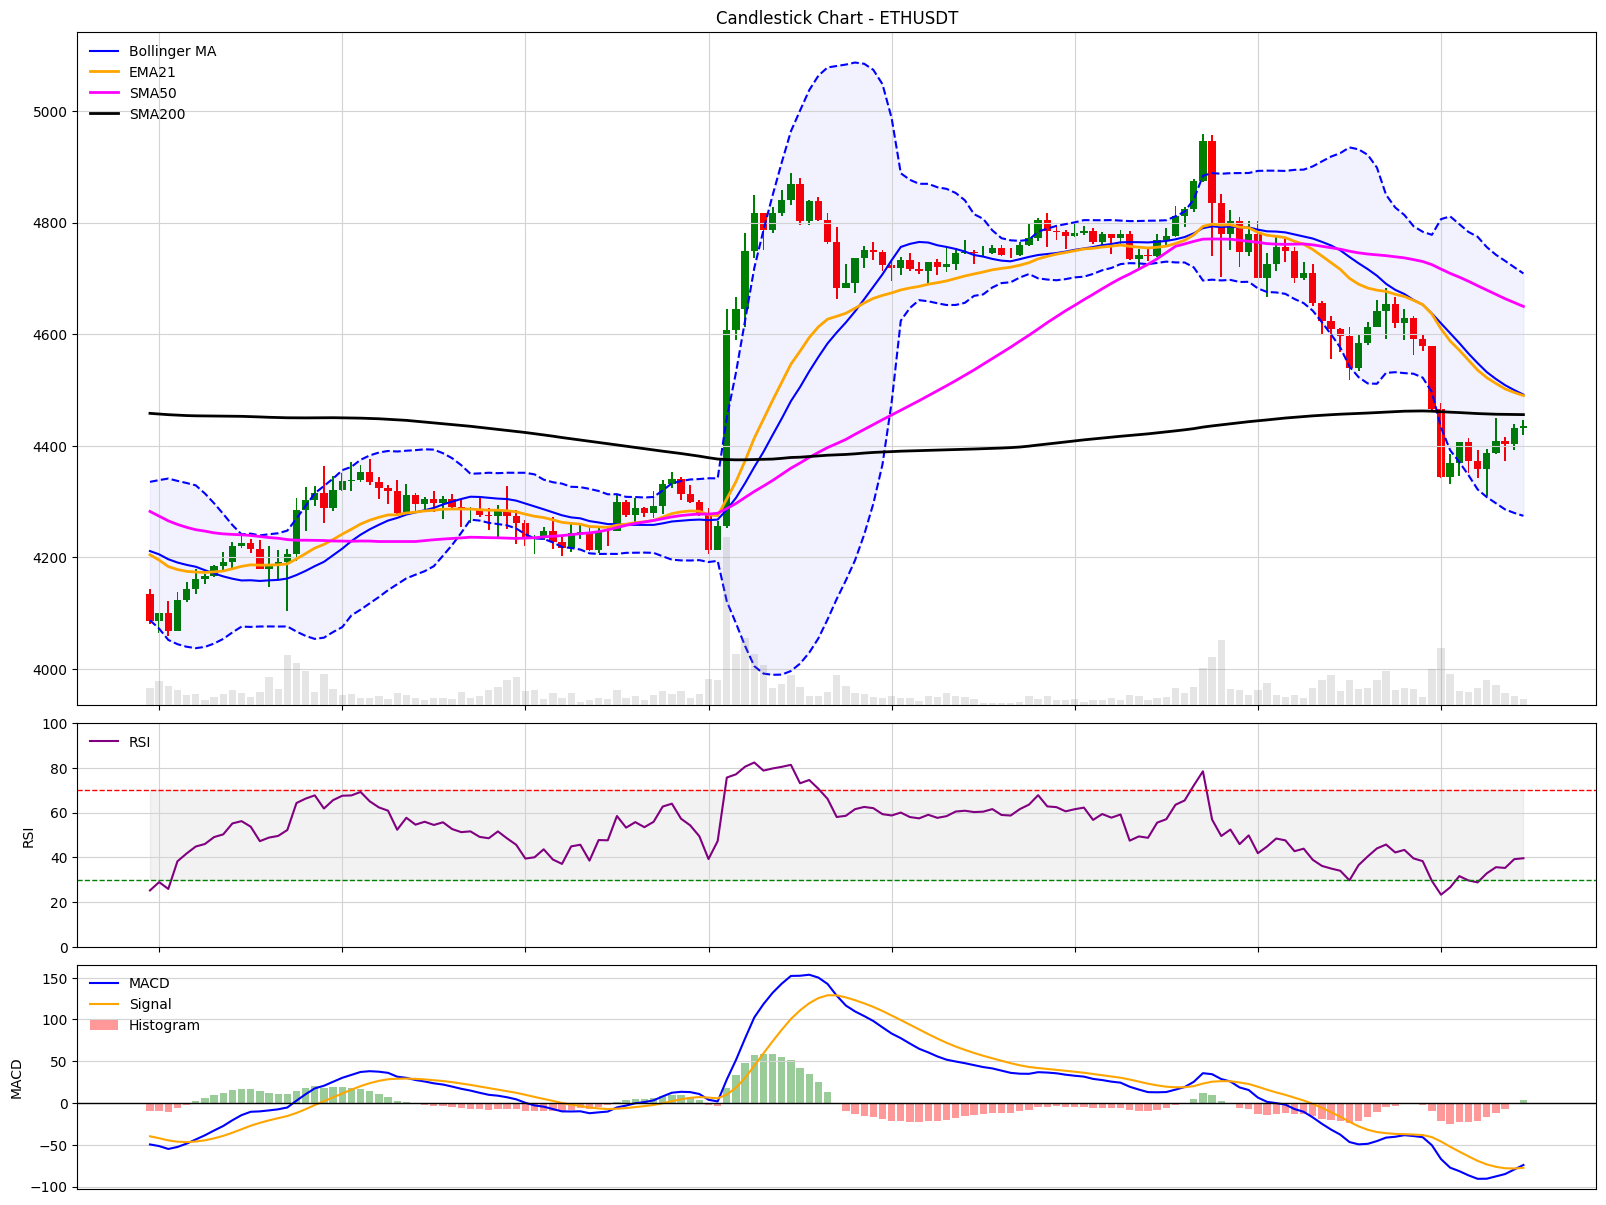 Candlestick Chart - ETHUSDT
Bollinger MA
EMA21
SMA50
SMA200
5000
4800
4600
4400
4200
4000
RSI
100
80
60
40
20
0
RSI
MACD
Signal
Histogram
150
100
50
0
−50
−100
MACD